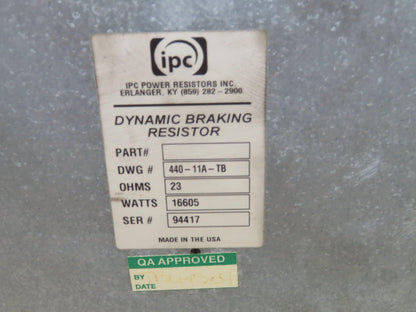 ipc
IPC POWER RESISTORS INC.
ERLANGER, KY (859) 282-2900
DYNAMIC BRAKING
RESISTOR
PART#
DWG # 440-11A-TB
OHMS 23
WATTS 16605
SER # 94417
MADE IN THE USA
QA APPROVED
BY
DATE